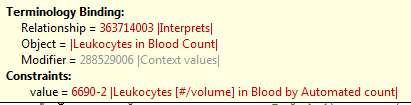 Terminology Binding:
Relationship = 363714003 |Interprets|
Object = |Leukocytes in Blood Count|
Modifier = 288529006 |Context values|
Constraints:
value = 6690-2 |Leukocytes [#/volume] in Blood by Automated count|